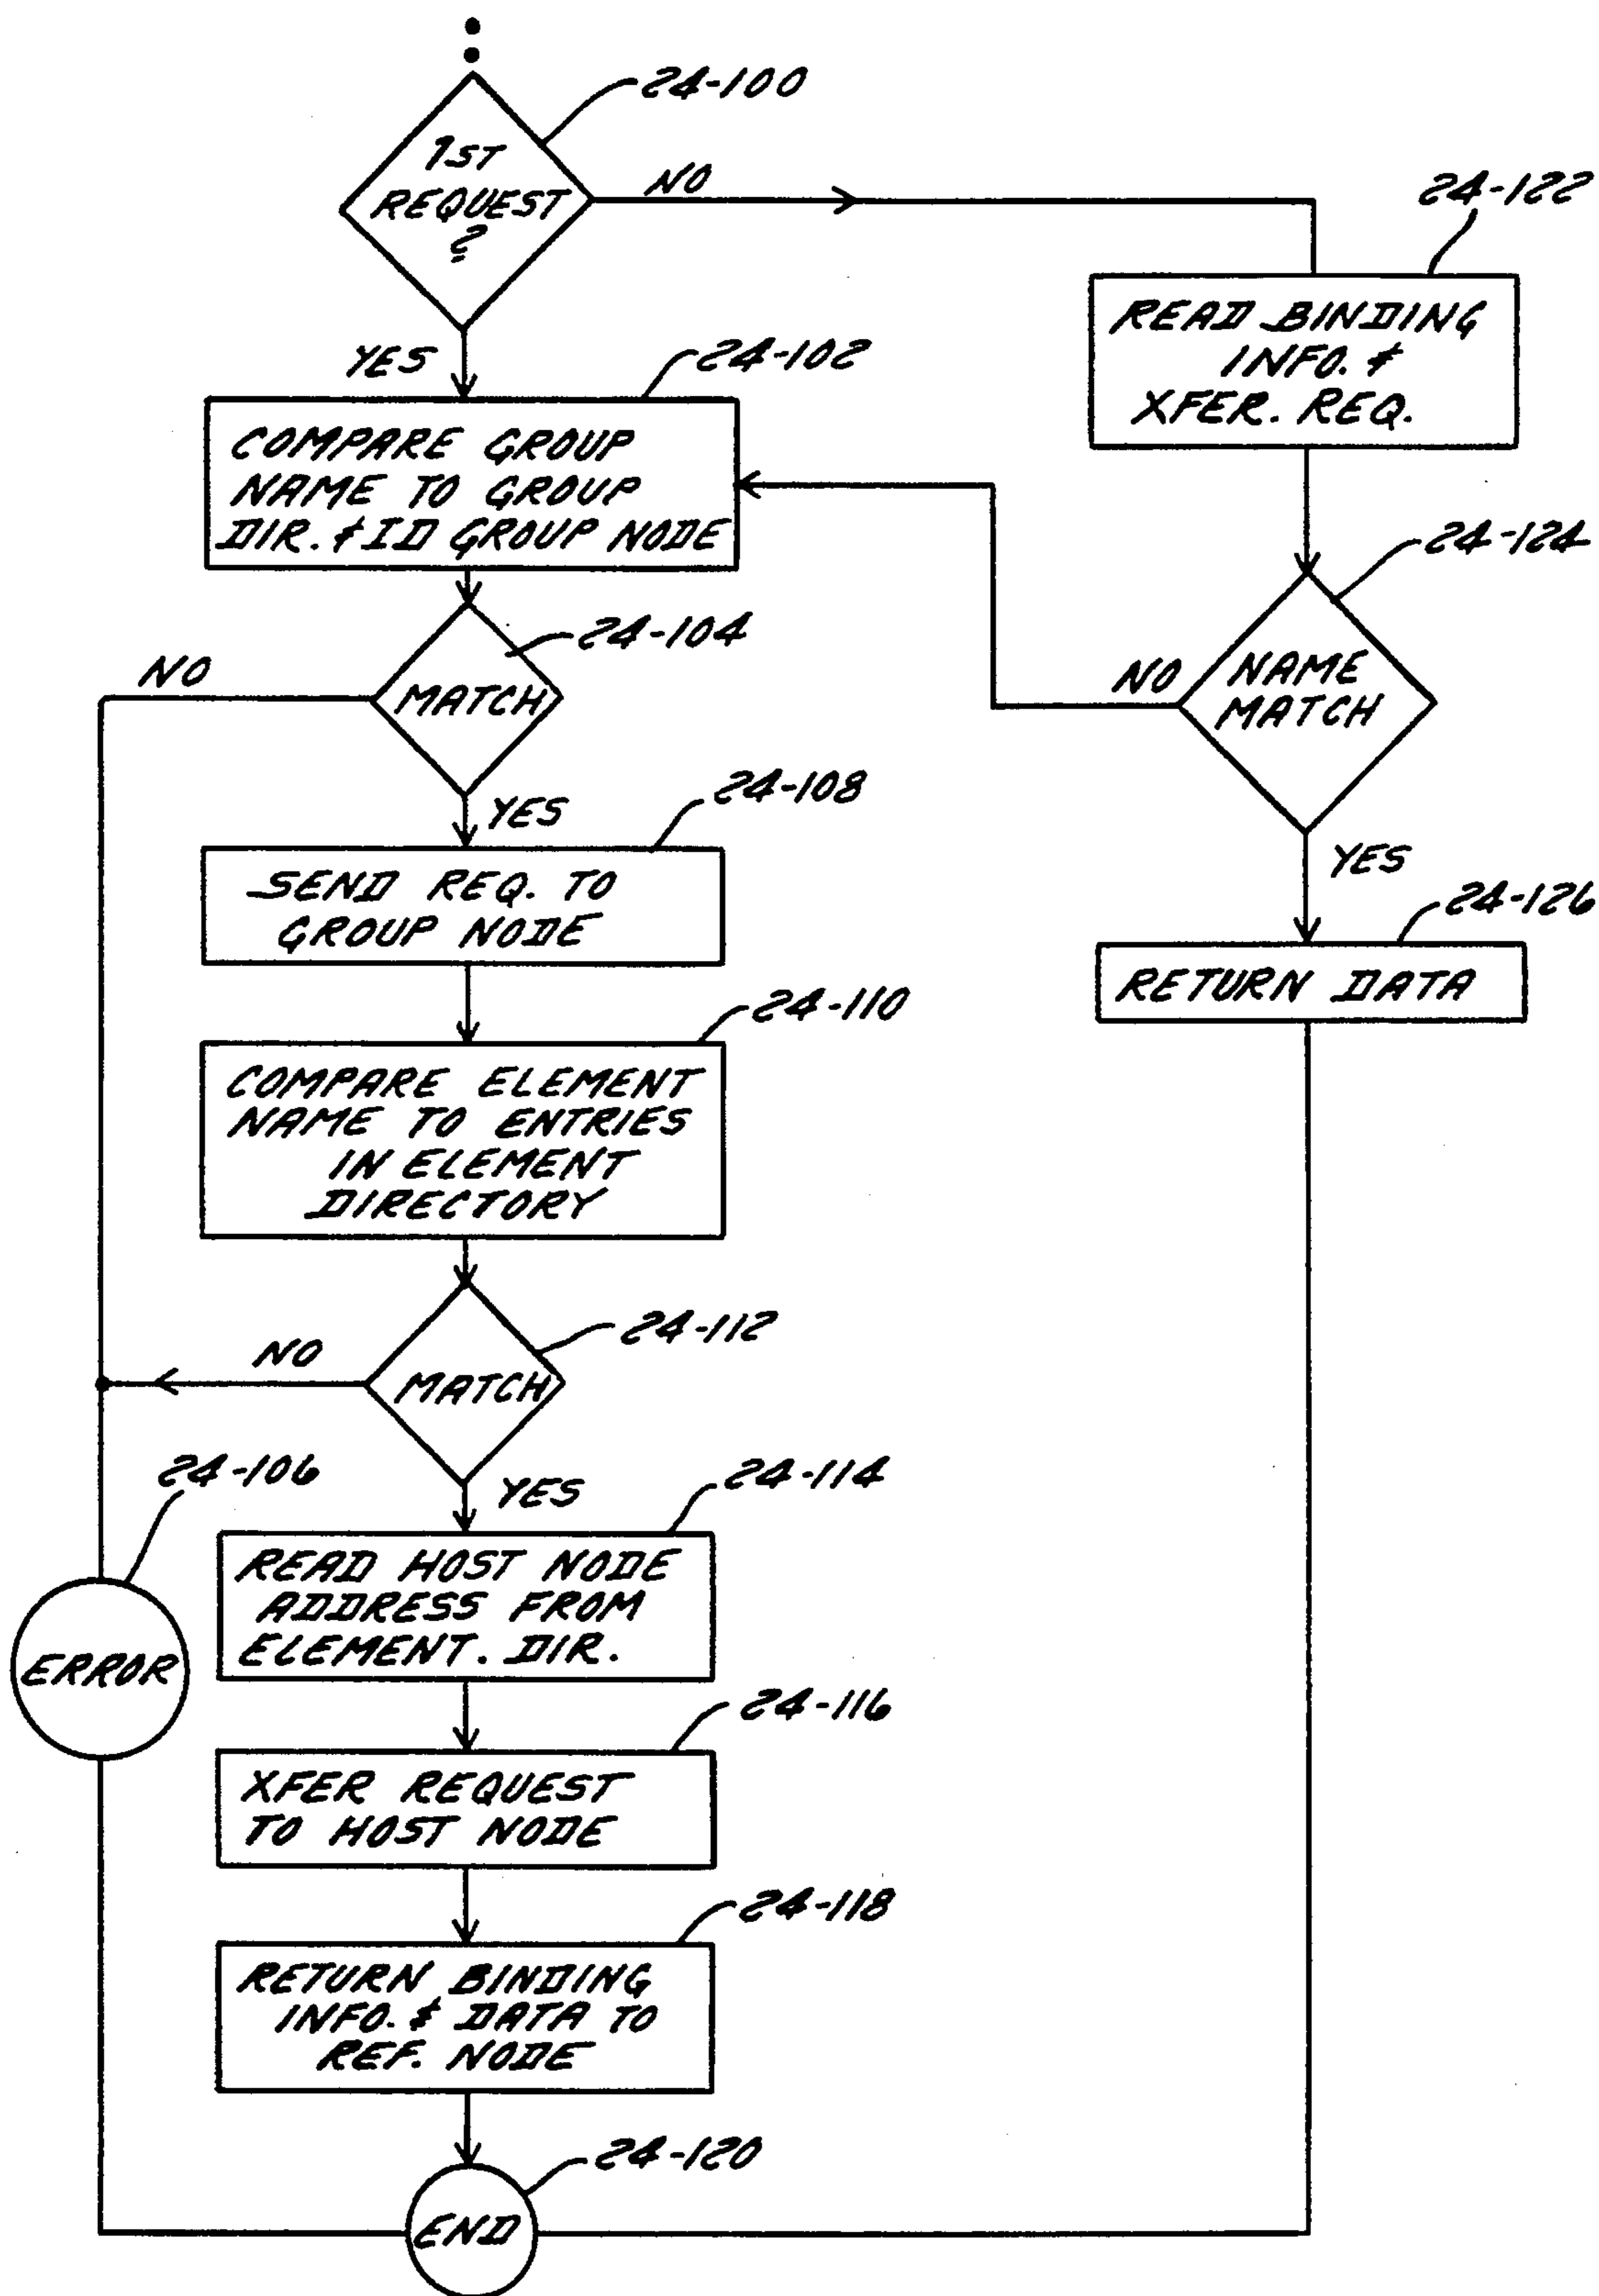 24-100
1ST
REQUEST
?
NO
24-122
READ BINDING
INFO. &
XFER. REQ.
YES
24-102
COMPARE GROUP
NAME TO GROUP
DIR. & ID GROUP NODE
24-124
NAME
MATCH
NO
24-104
MATCH
NO
YES
24-108
SEND REQ. TO
GROUP NODE
YES
24-126
RETURN DATA
24-110
COMPARE ELEMENT
NAME TO ENTRIES
IN ELEMENT
DIRECTORY
24-112
MATCH
NO
24-106
ERROR
YES
24-114
READ HOST NODE
ADDRESS FROM
ELEMENT. DIR.
24-116
XFER REQUEST
TO HOST NODE
24-118
RETURN BINDING
INFO. & DATA TO
REF. NODE
24-120
END